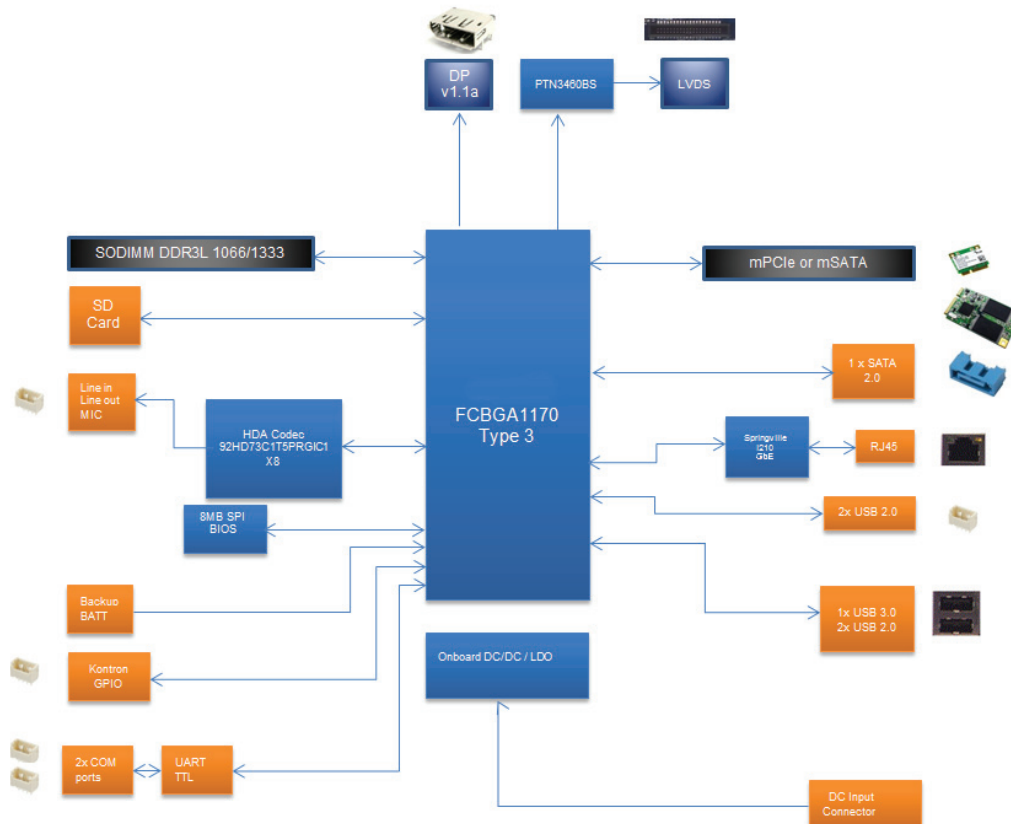 DP
v1.1a
PTN3460BS
LVDS
SODIMM DDR3L 1066/1333
mPCIe or mSATA
SD
Card
1 x SATA
2.0
Line in
Line out
MIC
HDA Codec
92HD73C1T5PRGIC1
X8
FCBGA1170
Type 3
Springville
I210
GbE
RJ45
8MB SPI
BIOS
2x USB 2.0
Backup
BATT
1x USB 3.0
2x USB 2.0
Kontron
GPIO
Onboard DC/DC / LDO
2x COM
ports
UART
TTL
DC Input
Connector